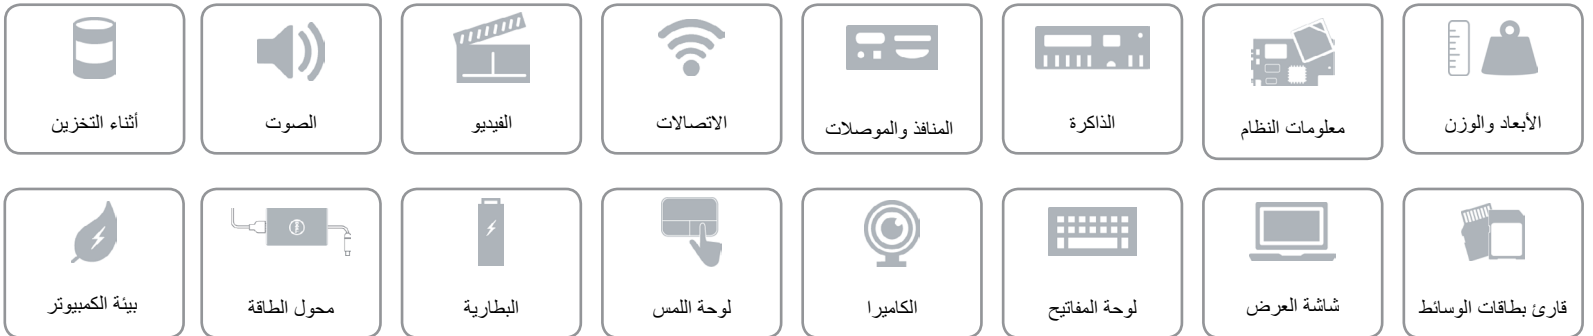 الأبعاد والوزن
معلومات النظام
الذاكرة
المنافذ والموصلات
الاتصالات
الفيديو
الصوت
أثناء التخزين
قارئ بطاقات الوسائط
شاشة العرض
لوحة المفاتيح
الكاميرا
لوحة اللمس
البطارية
محول الطاقة
بيئة الكمبيوتر